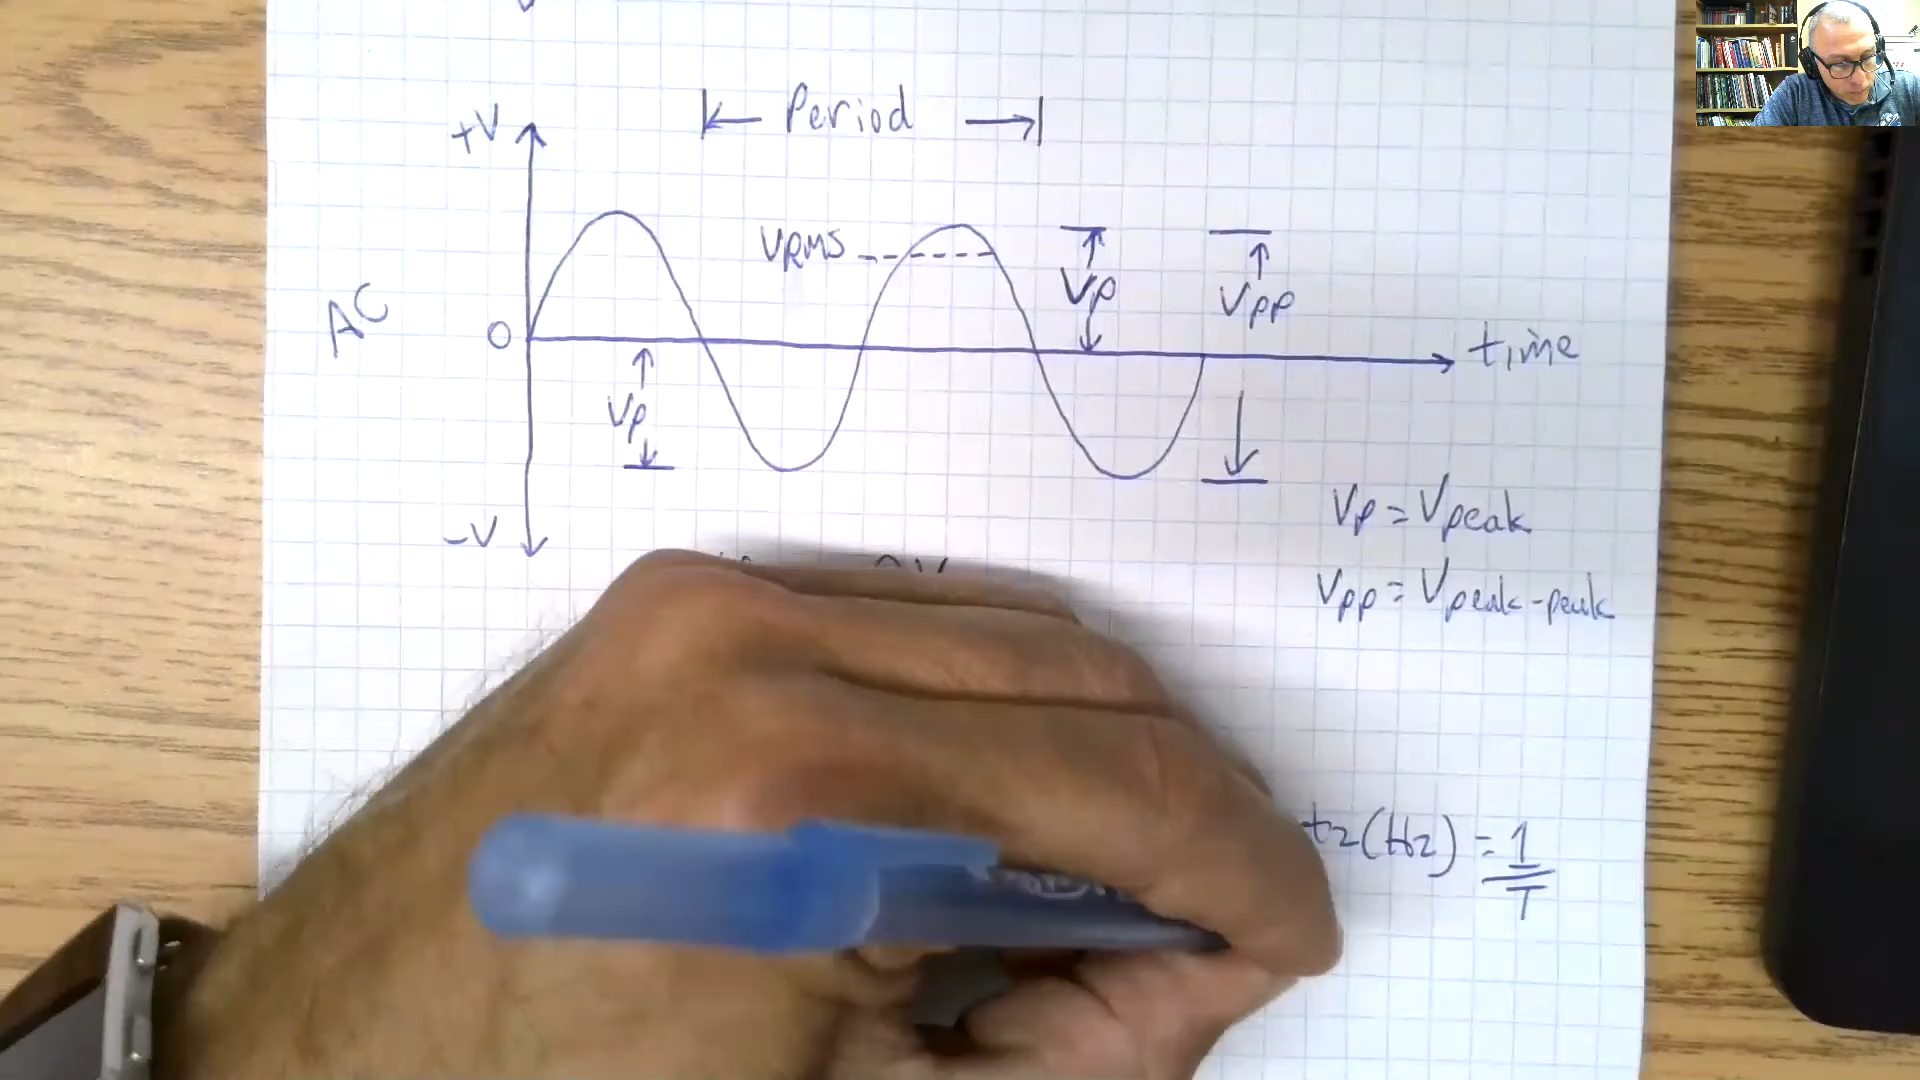 Period
+V
VRMS
Vp
Vpp
AC
0
time
Vp
-V
Vp = Vpeak
Vpp = Vpeak-peak
(Hz) = 1
T